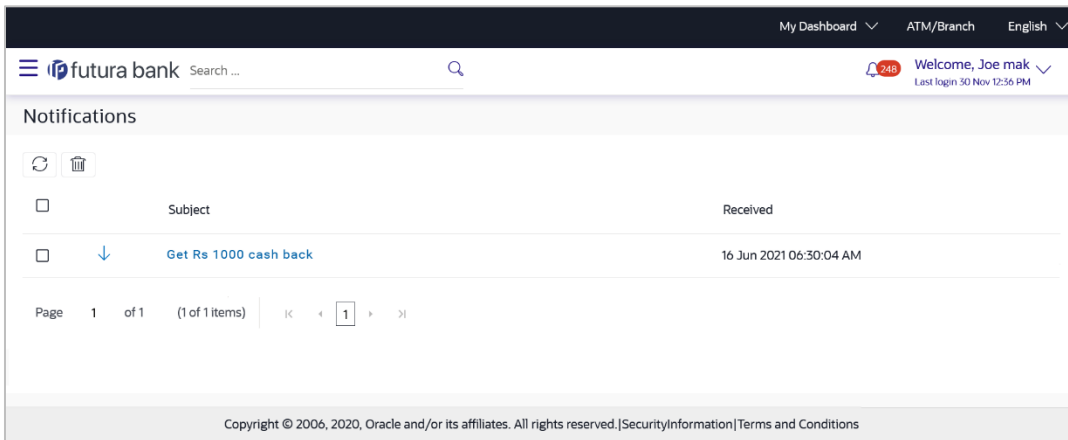 My Dashboard ATM/Branch English
futura bank Search ... 248 Welcome, Joe mak
Last login 30 Nov 12:36 PM
Notifications
Subject Received
Get Rs 1000 cash back 16 Jun 2021 06:30:04 AM
Page 1 of 1 (1 of 1 items) 1
Copyright © 2006, 2020, Oracle and/or its affiliates. All rights reserved.|SecurityInformation|Terms and Conditions